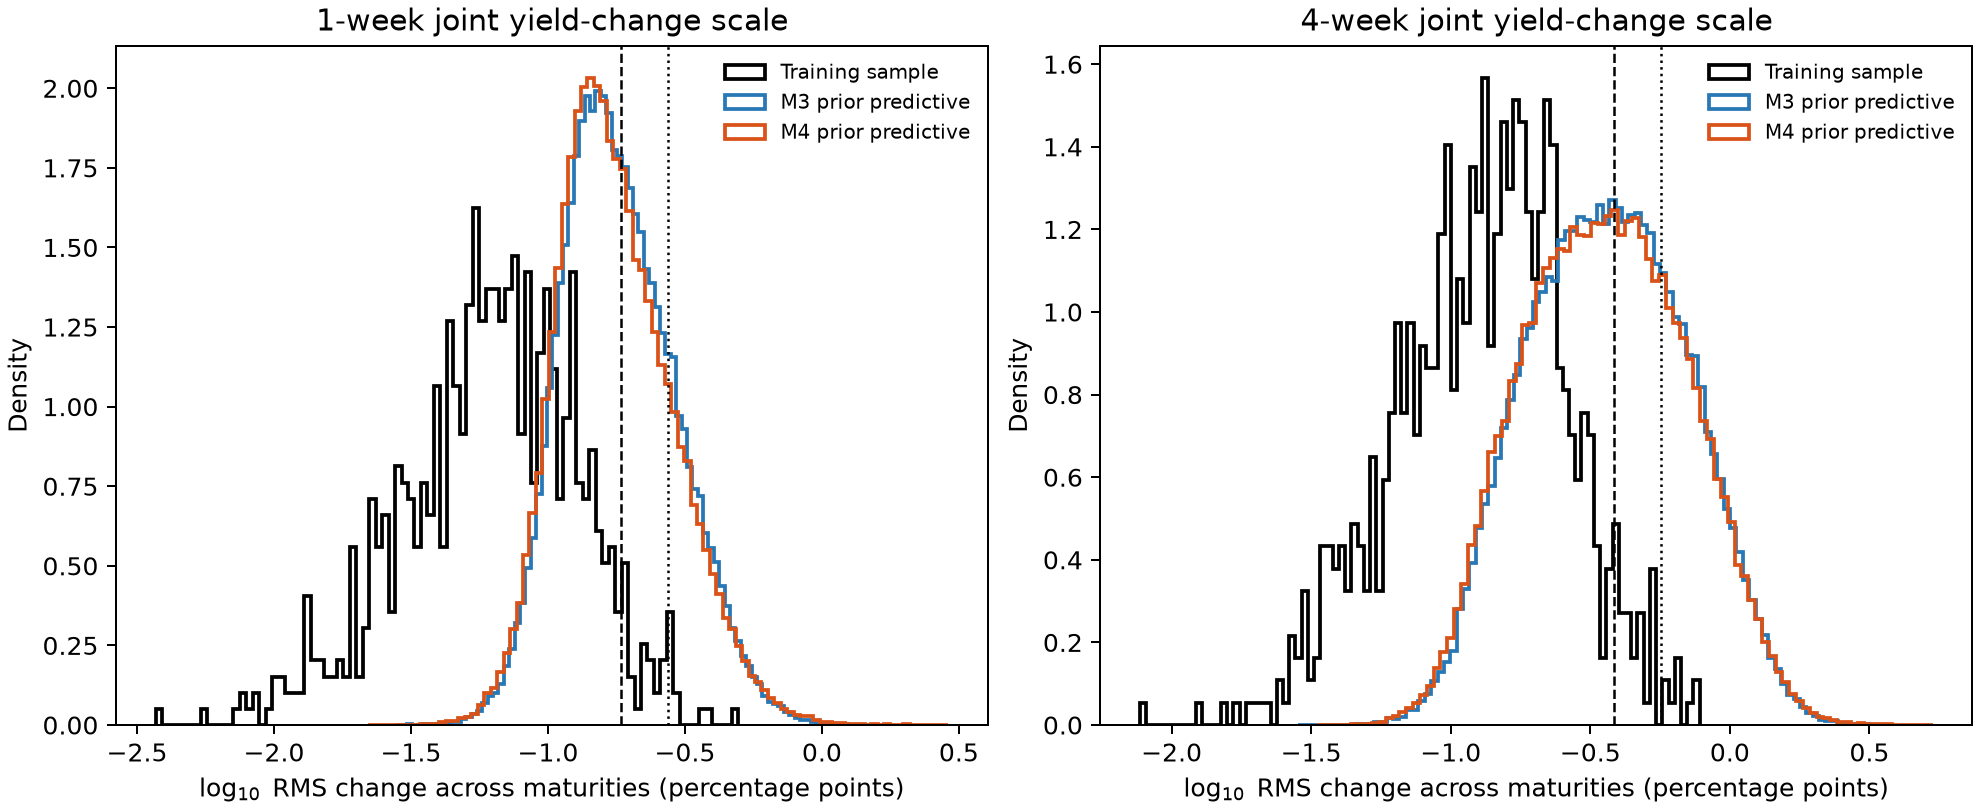 1-week joint yield-change scale
Training sample
M3 prior predictive
M4 prior predictive
2.00
1.75
1.50
1.25
1.00
0.75
0.50
0.25
0.00
Density
−2.5 −2.0 −1.5 −1.0 −0.5 0.0 0.5
log₁₀ RMS change across maturities (percentage points)
4-week joint yield-change scale
Training sample
M3 prior predictive
M4 prior predictive
1.6
1.4
1.2
1.0
0.8
0.6
0.4
0.2
0.0
Density
−2.0 −1.5 −1.0 −0.5 0.0 0.5
log₁₀ RMS change across maturities (percentage points)